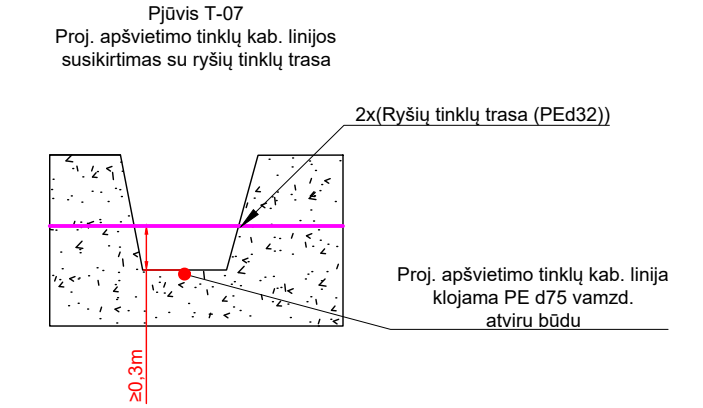 Pjūvis T-07
Proj. apšvietimo tinklų kab. linijos
susikirtimas su ryšių tinklų trasa
2x(Ryšių tinklų trasa (PEd32))
Proj. apšvietimo tinklų kab. linija
klojama PE d75 vamzd.
atviru būdu
≥0,3m